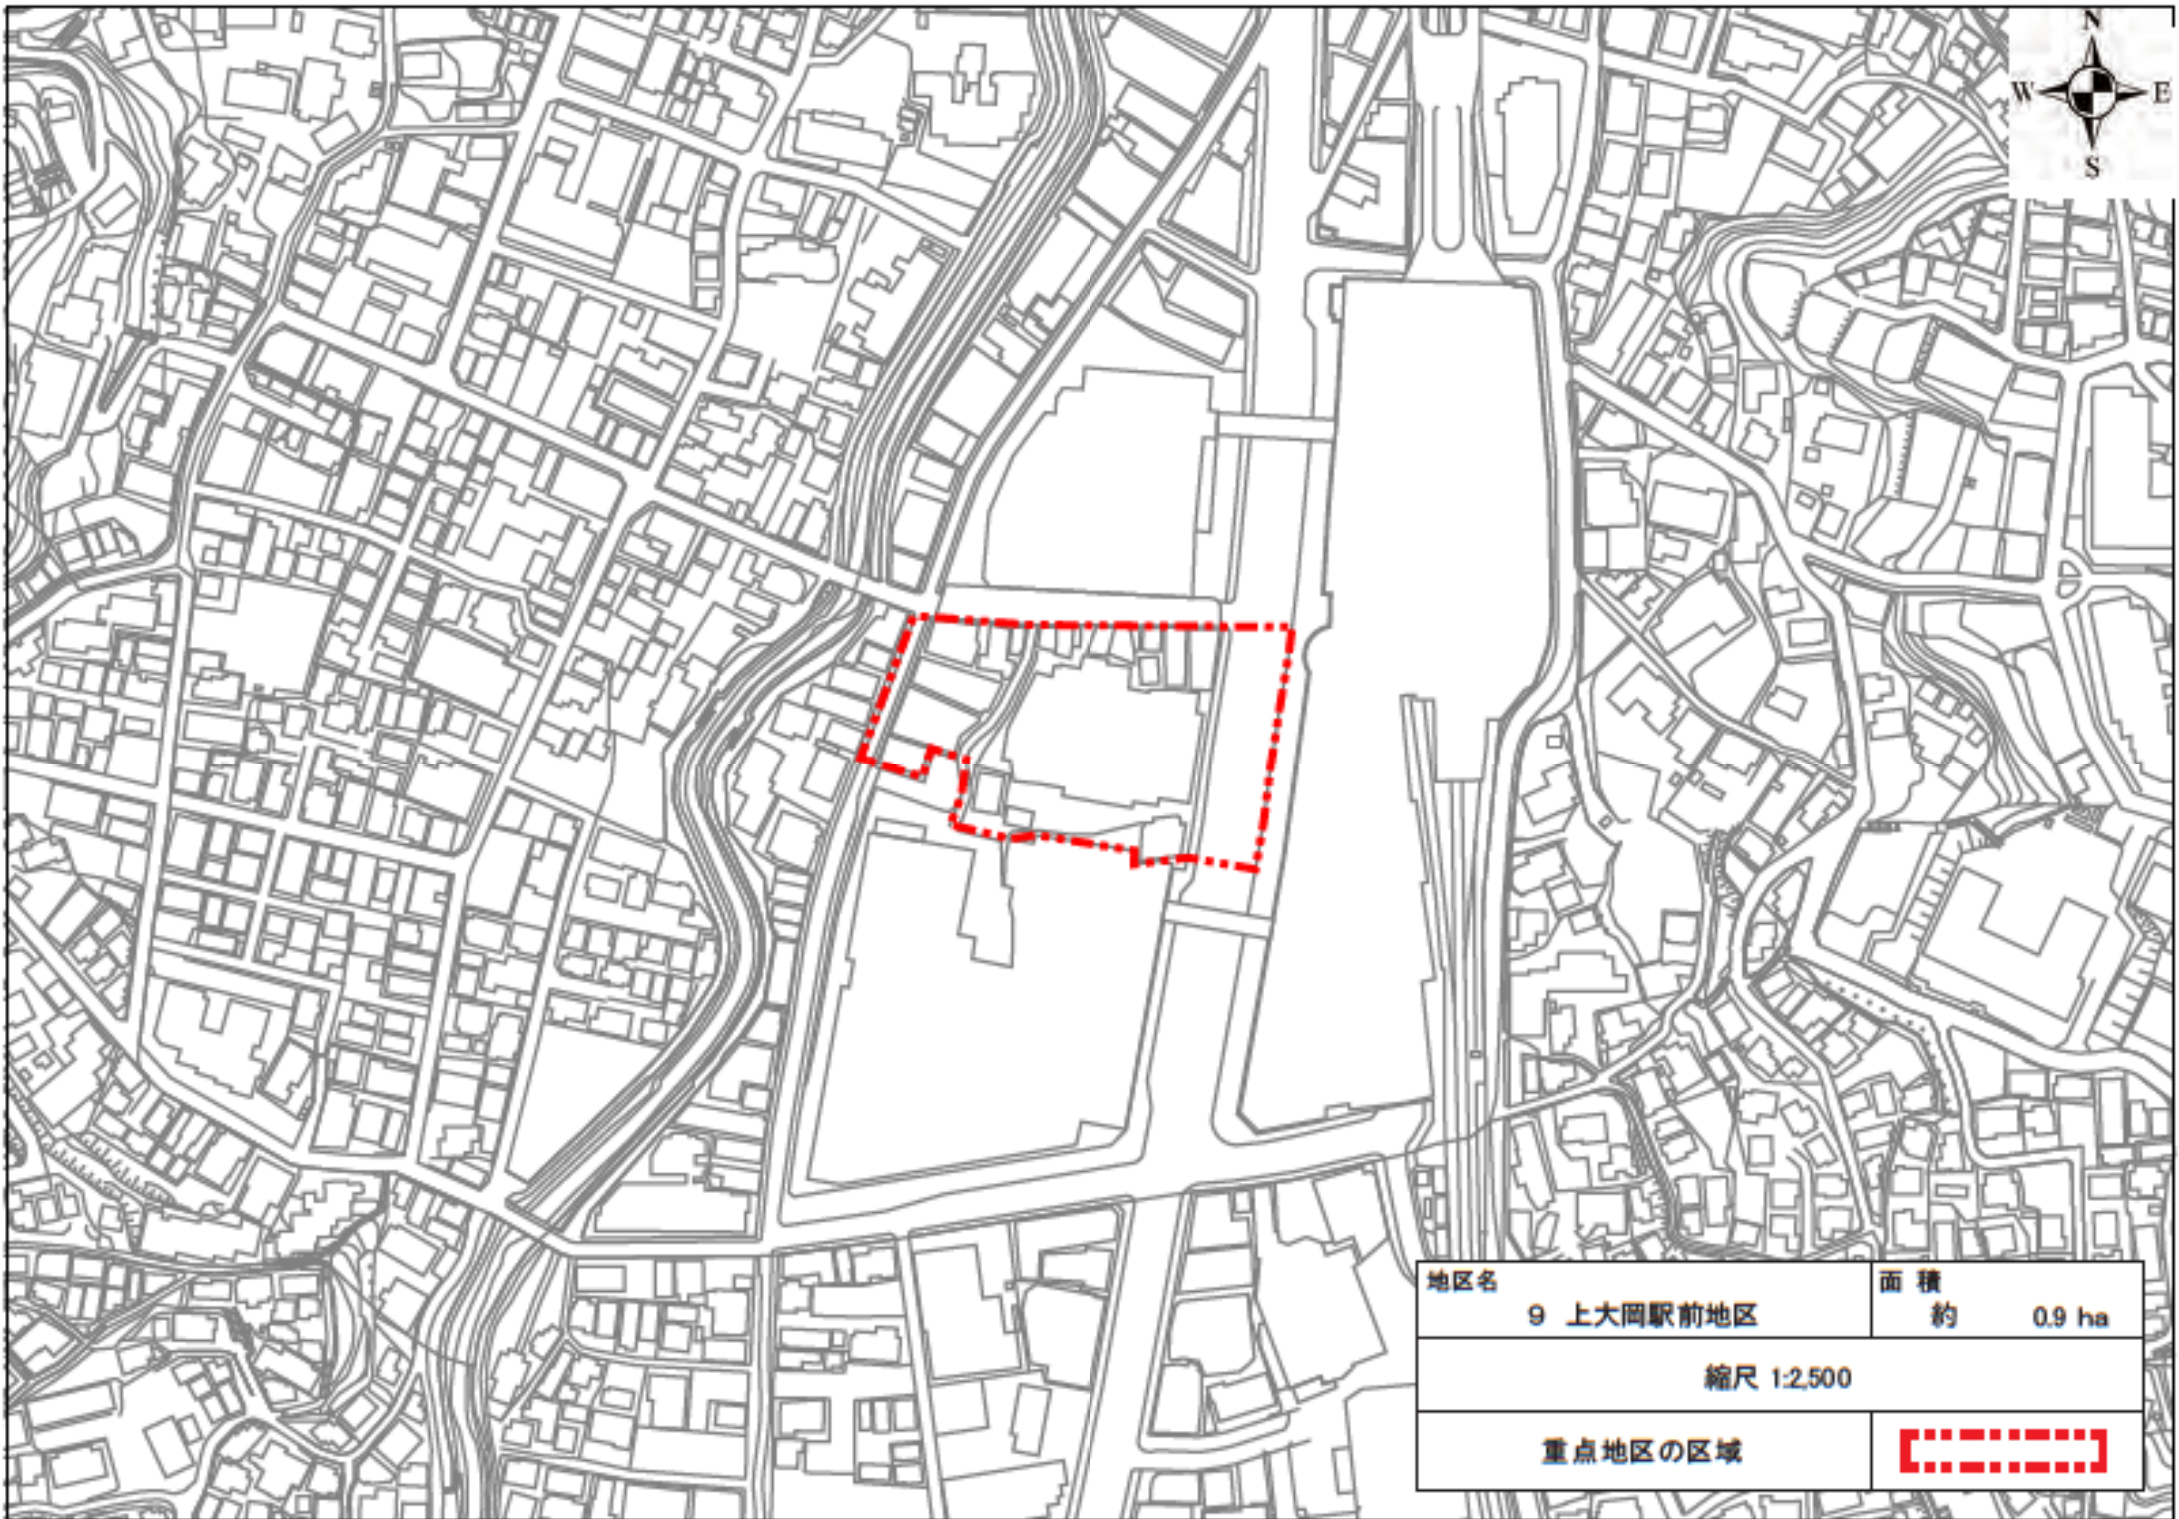 N
W E
S
地区名
9 上大岡駅前地区
面 積
約 0.9 ha
縮尺 1:2,500
重点地区の区域